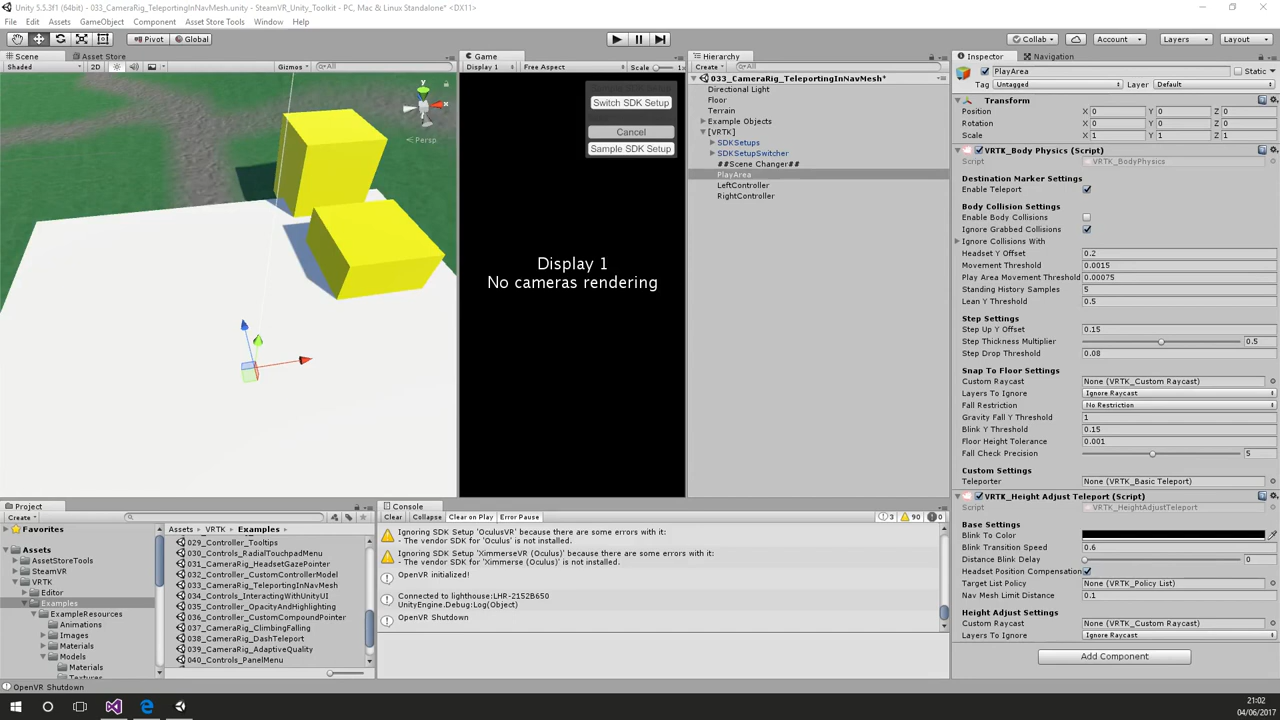 Unity 5.5.3f1 (64bit) - 033_CameraRig_TeleportingInNavMesh.unity - SteamVR_Unity_Toolkit - PC, Mac & Linux Standalone* <DX11>
File Edit Assets GameObject Component Asset Store Tools Window Help
Pivot Global Collab Account Layers Layout
Scene Asset Store
Shaded 2D Gizmos All
Persp
y
x
Game
Display 1 Free Aspect Scale 1x
Switch SDK Setup
Cancel
Sample SDK Setup
Display 1
No cameras rendering
Hierarchy
Create All
033_CameraRig_TeleportingInNavMesh*
Directional Light
Floor
Terrain
Example Objects
[VRTK]
SDKSetups
SDKSetupSwitcher
##Scene Changer##
PlayArea
LeftController
RightController
Inspector Navigation
PlayArea Static
Tag Untagged Layer Default
Transform
Position X 0 Y 0 Z 0
Rotation X 0 Y 0 Z 0
Scale X 1 Y 1 Z 1
VRTK_Body Physics (Script)
Script VRTK_BodyPhysics
Destination Marker Settings
Enable Teleport
Body Collision Settings
Enable Body Collisions
Ignore Grabbed Collisions
Ignore Collisions With
Headset Y Offset 0.2
Movement Threshold 0.0015
Play Area Movement Threshold 0.00075
Standing History Samples 5
Lean Y Threshold 0.5
Step Settings
Step Up Y Offset 0.15
Step Thickness Multiplier 0.5
Step Drop Threshold 0.08
Snap To Floor Settings
Custom Raycast None (VRTK_Custom Raycast)
Layers To Ignore Ignore Raycast
Fall Restriction No Restriction
Gravity Fall Y Threshold 1
Blink Y Threshold 0.15
Floor Height Tolerance 0.001
Fall Check Precision 5
Custom Settings
Teleporter None (VRTK_Basic Teleport)
VRTK_Height Adjust Teleport (Script)
Script VRTK_HeightAdjustTeleport
Base Settings
Blink To Color
Blink Transition Speed 0.6
Distance Blink Delay 0
Headset Position Compensation
Target List Policy None (VRTK_Policy List)
Nav Mesh Limit Distance 0.1
Height Adjust Settings
Custom Raycast None (VRTK_Custom Raycast)
Layers To Ignore Ignore Raycast
Add Component
Project
Create
Favorites
Assets
AssetStoreTools
SteamVR
VRTK
Editor
Examples
ExampleResources
Animations
Images
Materials
Models
Materials
Textures
Assets VRTK Examples
029_Controller_Tooltips
030_Controls_RadialTouchpadMenu
031_CameraRig_HeadsetGazePointer
032_Controller_CustomControllerModel
033_CameraRig_TeleportingInNavMesh
034_Controls_InteractingWithUnityUI
035_Controller_OpacityAndHighlighting
036_Controller_CustomCompoundPointer
037_CameraRig_ClimbingFalling
038_CameraRig_DashTeleport
039_CameraRig_AdaptiveQuality
040_Controls_PanelMenu
Console
Clear Collapse Clear on Play Error Pause 3 90 0
Ignoring SDK Setup 'OculusVR' because there are some errors with it:
- The vendor SDK for 'Oculus' is not installed.
Ignoring SDK Setup 'XimmerseVR (Oculus)' because there are some errors with it:
- The vendor SDK for 'Ximmerse (Oculus)' is not installed.
OpenVR initialized!
Connected to lighthouse:LHR-2152B650
UnityEngine.Debug:Log(Object)
OpenVR Shutdown
OpenVR Shutdown
21:02
04/06/2017